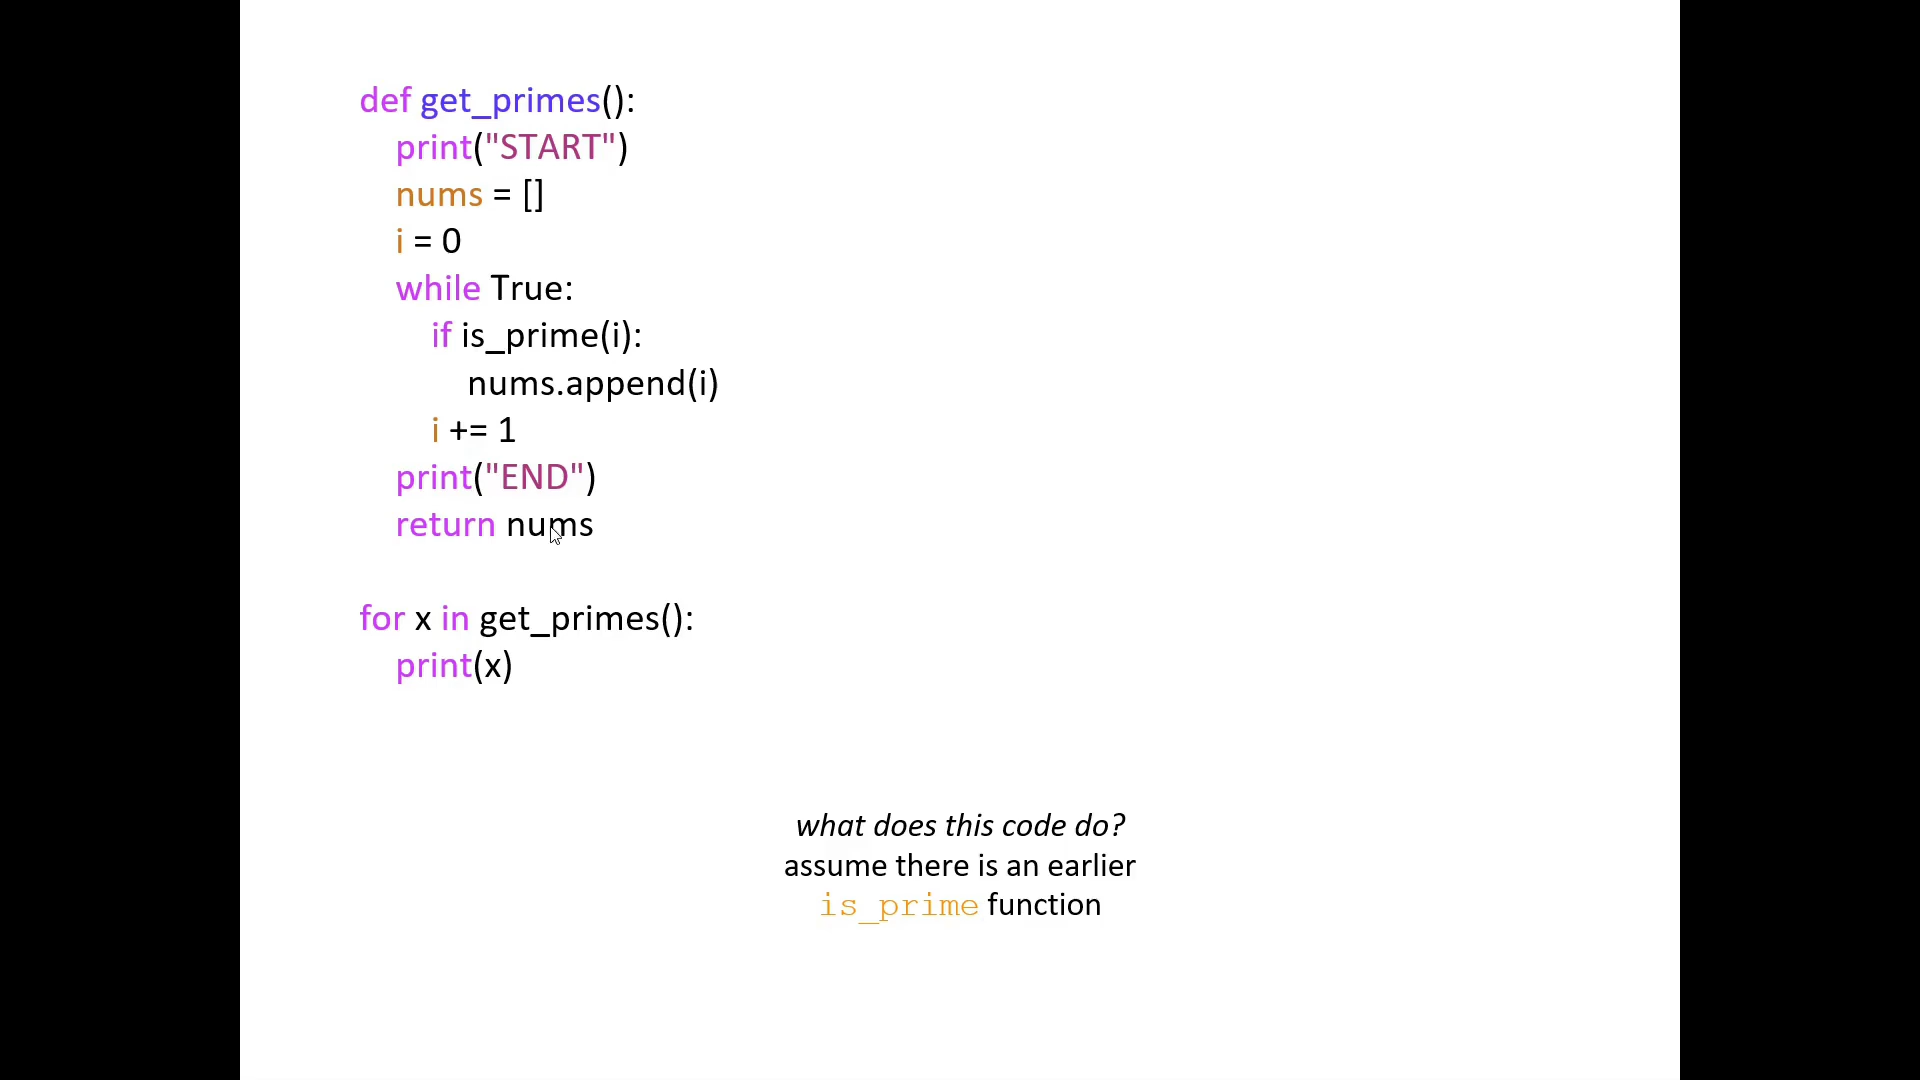 def get_primes():
print("START")
nums = []
i = 0
while True:
if is_prime(i):
nums.append(i)
i += 1
print("END")
return nums
for x in get_primes():
print(x)
what does this code do?
assume there is an earlier
is_prime function